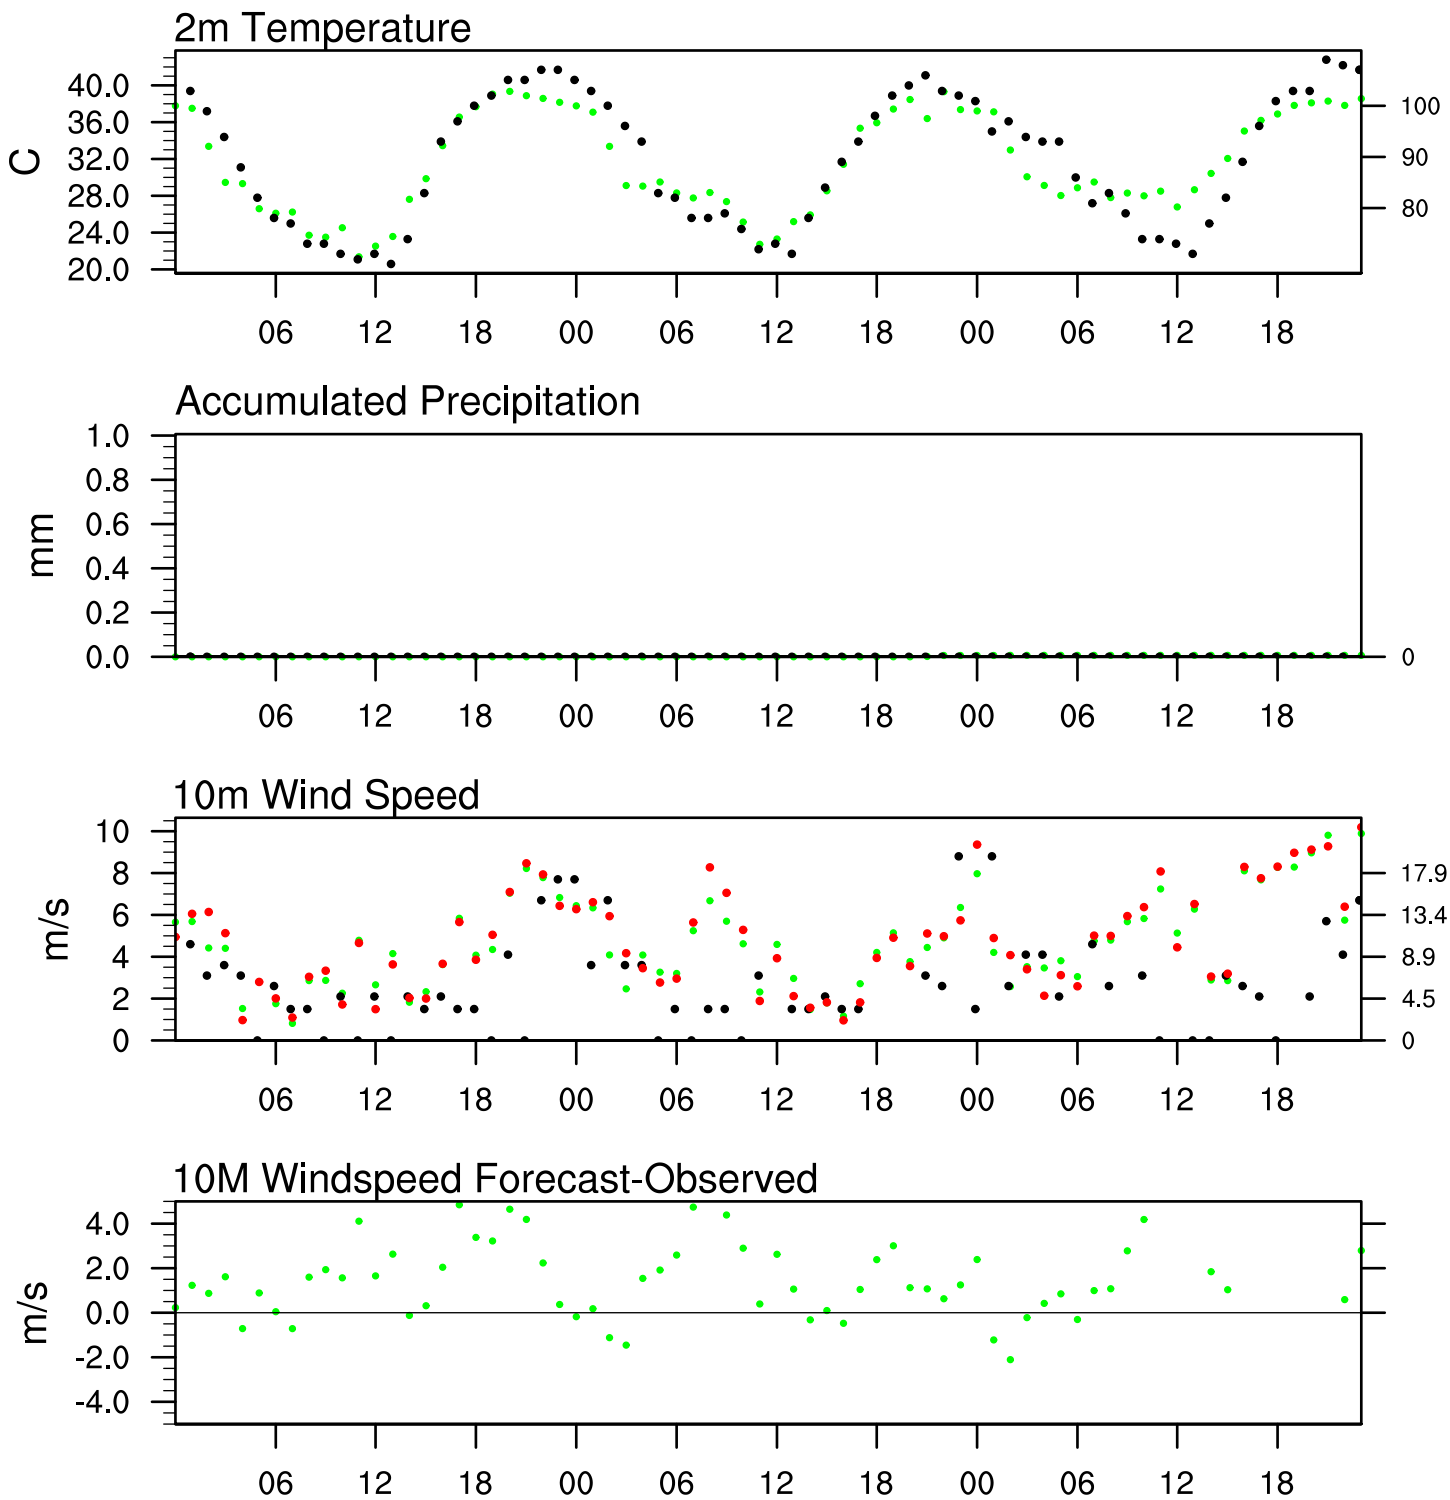 2m Temperature
40.0
36.0
32.0
28.0
24.0
20.0
C
100
90
80
06 12 18 00 06 12 18 00 06 12 18
Accumulated Precipitation
1.0
0.8
0.6
0.4
0.2
0.0
mm
0
06 12 18 00 06 12 18 00 06 12 18
10m Wind Speed
10
8
6
4
2
0
m/s
17.9
13.4
8.9
4.5
0
06 12 18 00 06 12 18 00 06 12 18
10M Windspeed Forecast-Observed
4.0
2.0
0.0
-2.0
-4.0
m/s
06 12 18 00 06 12 18 00 06 12 18